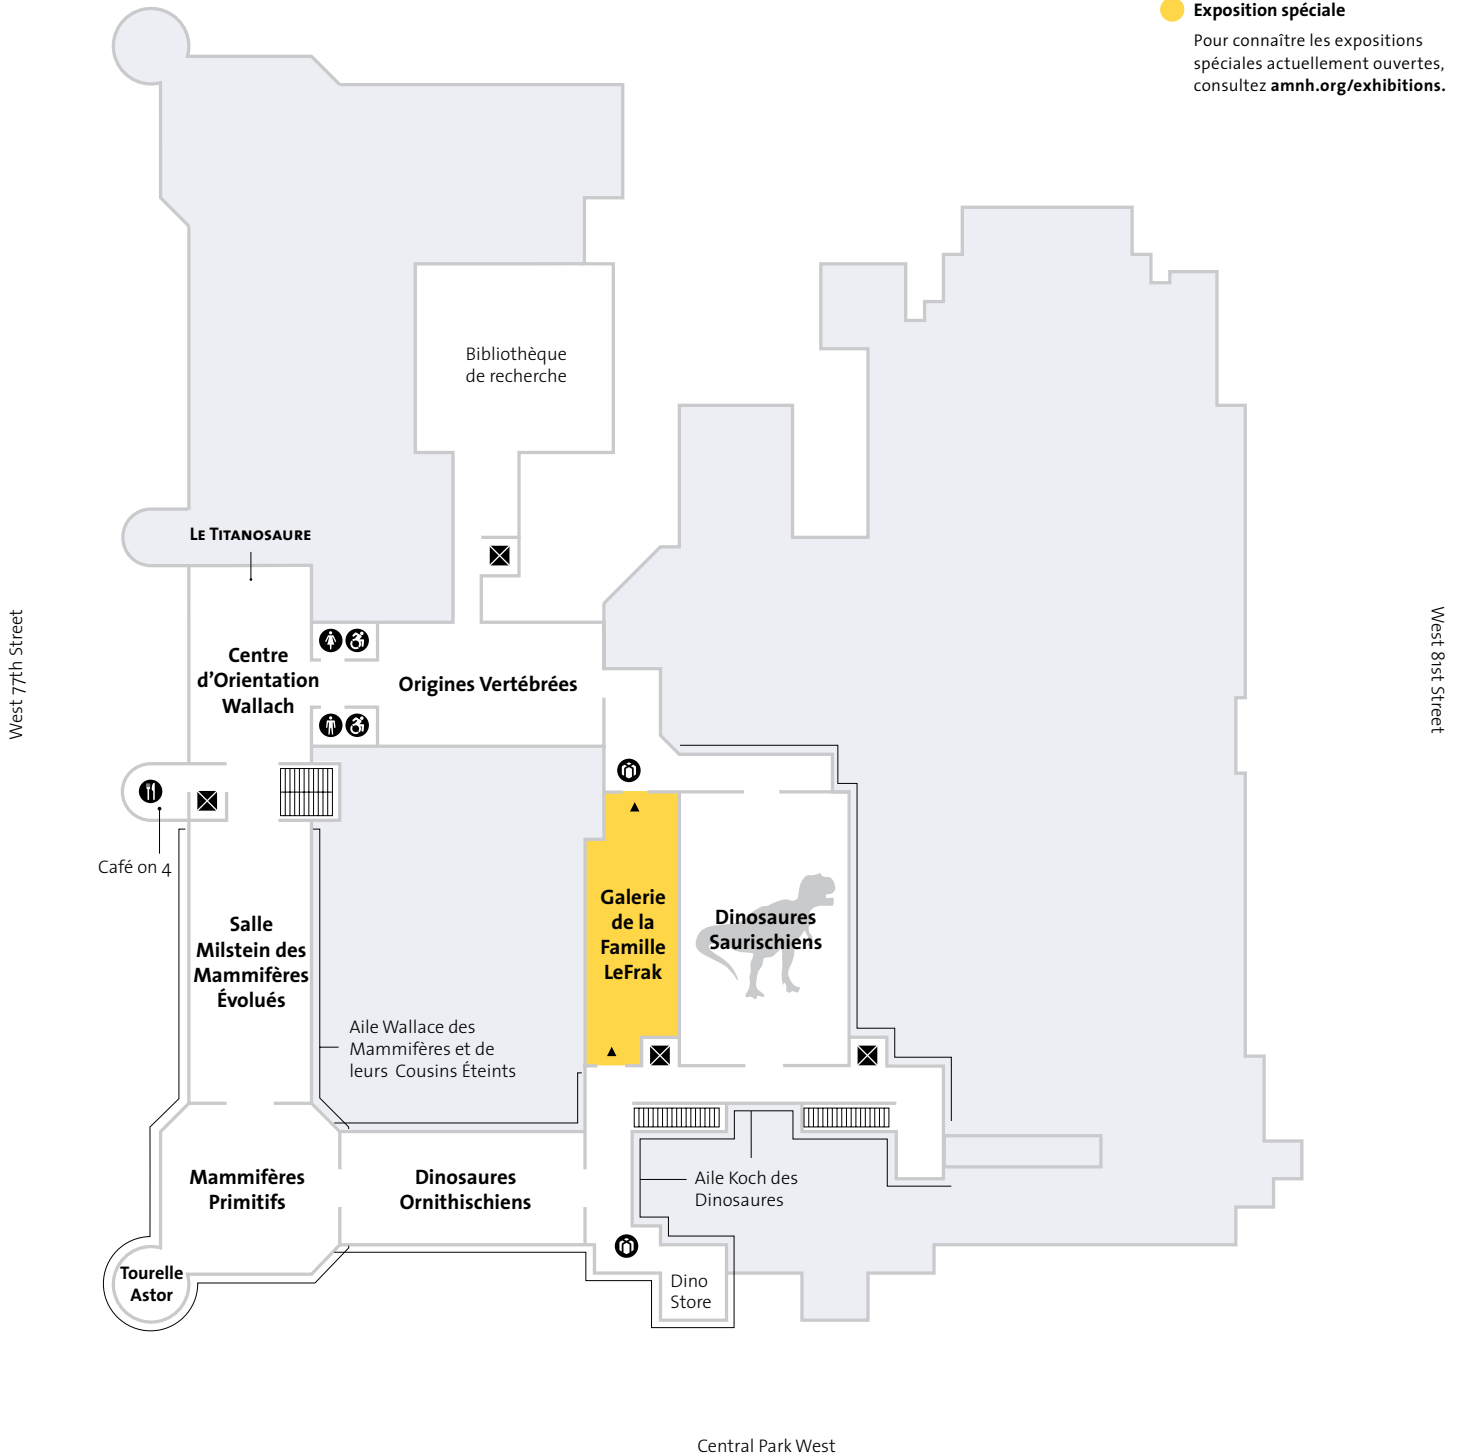 Exposition spéciale
Pour connaître les expositions
spéciales actuellement ouvertes,
consultez amnh.org/exhibitions.
Bibliothèque
de recherche
LE TITANOSAURE
West 77th Street
West 81st Street
Centre
d'Orientation
Wallach
Origines Vertébrées
Café on 4
Salle
Milstein des
Mammifères
Évolués
Galerie
de la
Famille
LeFrak
Dinosaures
Saurischiens
Aile Wallace des
Mammifères et de
leurs Cousins Éteints
Mammifères
Primitifs
Dinosaures
Ornithischiens
Aile Koch des
Dinosaures
Tourelle
Astor
Dino
Store
Central Park West